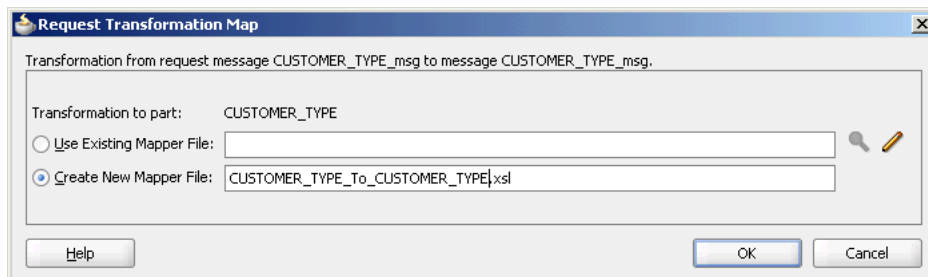 Request Transformation Map
Transformation from request message CUSTOMER_TYPE_msg to message CUSTOMER_TYPE_msg.
Transformation to part: CUSTOMER_TYPE
Use Existing Mapper File:
Create New Mapper File: CUSTOMER_TYPE_To_CUSTOMER_TYPE.xsl
Help OK Cancel